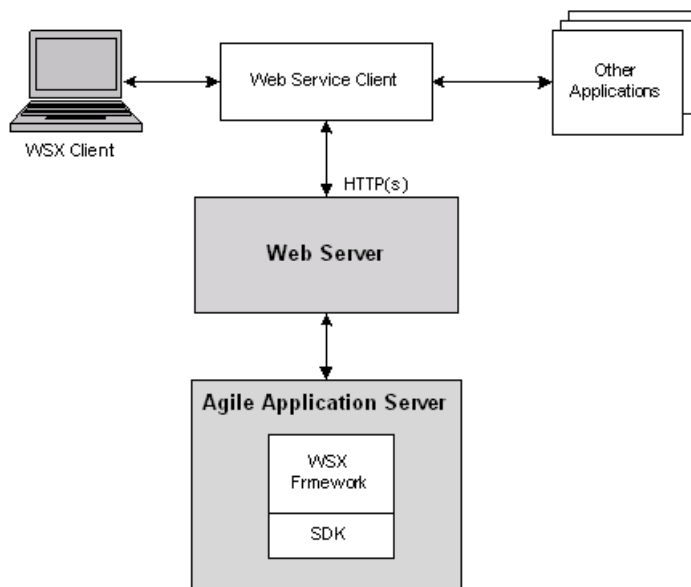 Web Service Client
Other
Applications
WSX Client
HTTP(s)
Web Server
Agile Application Server
WSX
Frmework
SDK